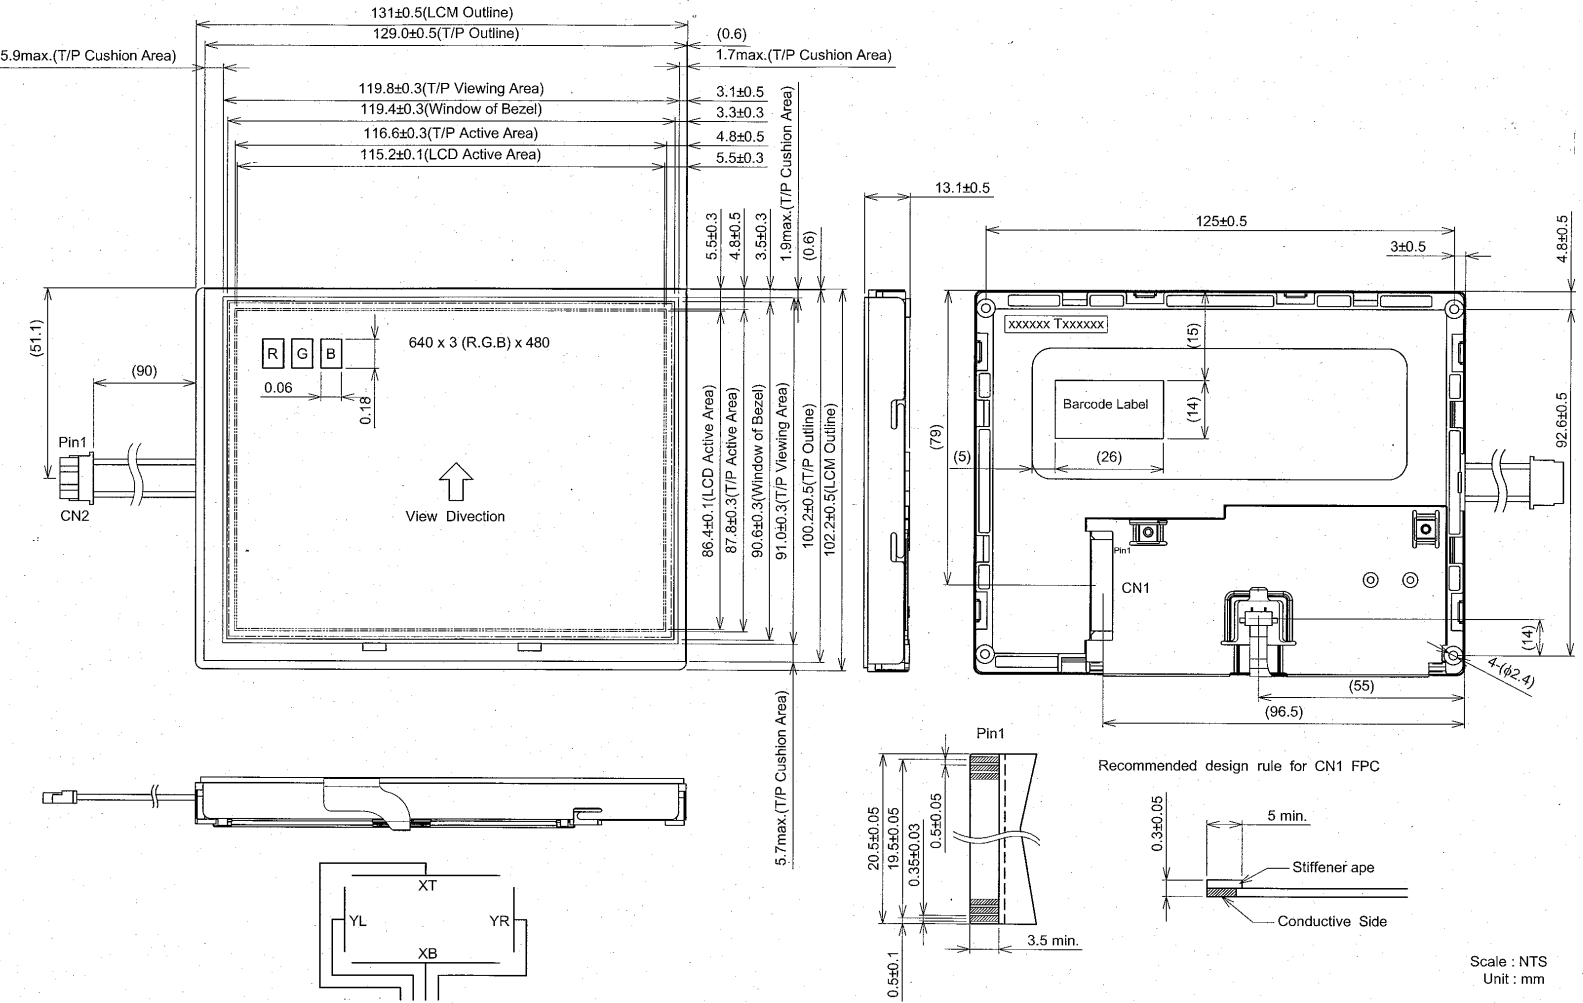 131±0.5(LCM Outline)
129.0±0.5(T/P Outline)
(0.6)
5.9max.(T/P Cushion Area)
1.7max.(T/P Cushion Area)
119.8±0.3(T/P Viewing Area)
3.1±0.5
119.4±0.3(Window of Bezel)
3.3±0.3
116.6±0.3(T/P Active Area)
4.8±0.5
115.2±0.1(LCD Active Area)
5.5±0.3
5.5±0.3
4.8±0.5
3.5±0.3
1.9max.(T/P Cushion Area)
(0.6)
13.1±0.5
125±0.5
3±0.5
4.8±0.5
(51.1)
(90)
R G B
640 x 3 (R.G.B) x 480
0.06
0.18
Pin1
CN2
View Direction
86.4±0.1(LCD Active Area)
87.8±0.3(T/P Active Area)
90.6±0.3(Window of Bezel)
91.0±0.3(T/P Viewing Area)
100.2±0.5(T/P Outline)
102.2±0.5(LCM Outline)
5.7max.(T/P Cushion Area)
xxxxxx Txxxxxx
(15)
Barcode Label
(14)
(26)
(5)
(79)
92.6±0.5
Pin1
CN1
(14)
4-(ϕ2.4)
(55)
(96.5)
XT
YL
YR
XB
Pin1
20.5±0.05
19.5±0.05
0.35±0.03
0.5±0.05
0.5±0.1
3.5 min.
Recommended design rule for CN1 FPC
0.3±0.05
5 min.
Stiffener ape
Conductive Side
Scale : NTS
Unit : mm